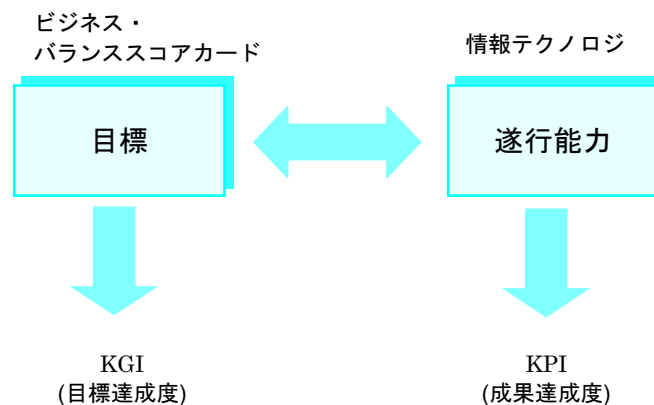 ビジネス・
バランススコアカード
情報テクノロジ
目標
遂行能力
KGI
(目標達成度)
KPI
(成果達成度)